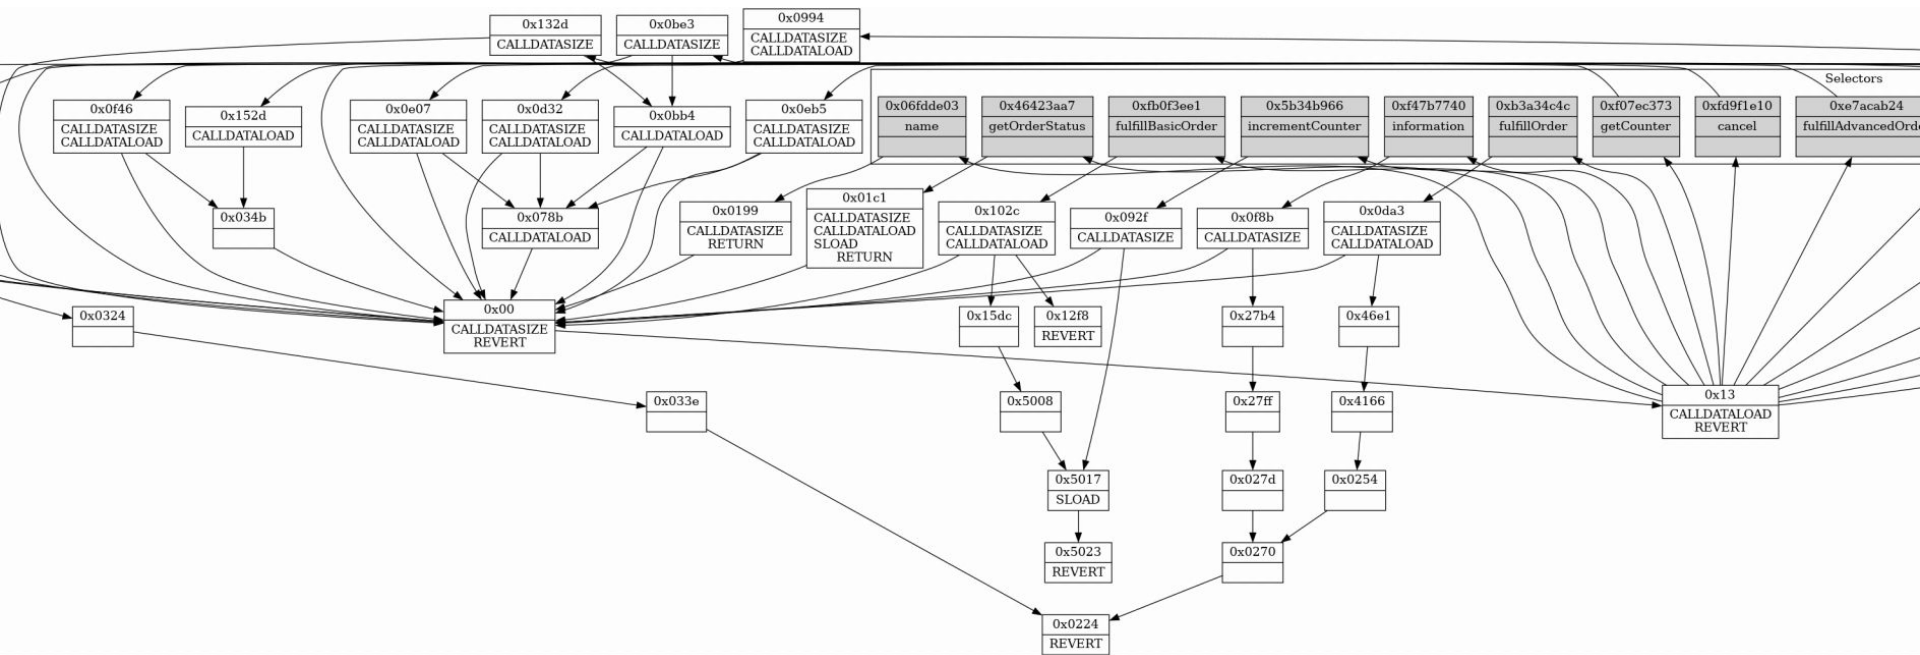 0x132d
CALLDATASIZE
0x0be3
CALLDATASIZE
0x0994
CALLDATASIZE
CALLDATALOAD
Selectors
0x0f46
CALLDATASIZE
CALLDATALOAD
0x152d
CALLDATALOAD
0x0e07
CALLDATASIZE
CALLDATALOAD
0x0d32
CALLDATASIZE
CALLDATALOAD
0x0bb4
CALLDATALOAD
0x0eb5
CALLDATASIZE
CALLDATALOAD
0x06fdde03
name
0x46423aa7
getOrderStatus
0xfb0f3ee1
fulfillBasicOrder
0x5b34b966
incrementCounter
0xf47b7740
information
0xb3a34c4c
fulfillOrder
0xf07ec373
getCounter
0xfd9f1e10
cancel
0xe7acab24
fulfillAdvancedOrde
0x034b
0x078b
CALLDATALOAD
0x0199
CALLDATASIZE
RETURN
0x01c1
CALLDATASIZE
CALLDATALOAD
SLOAD
RETURN
0x102c
CALLDATASIZE
CALLDATALOAD
0x092f
CALLDATASIZE
0x0f8b
CALLDATASIZE
0x0da3
CALLDATASIZE
CALLDATALOAD
0x0324
0x00
CALLDATASIZE
REVERT
0x15dc
0x12f8
REVERT
0x27b4
0x46e1
0x033e
0x5008
0x27ff
0x4166
0x13
CALLDATALOAD
REVERT
0x5017
SLOAD
0x027d
0x0254
0x5023
REVERT
0x0270
0x0224
REVERT